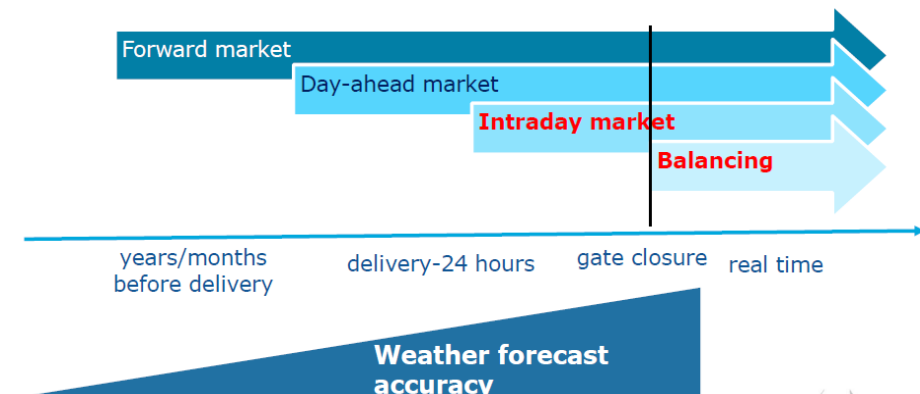 Forward market
Day-ahead market
Intraday market
Balancing
years/months
before delivery
delivery-24 hours
gate closure
real time
Weather forecast
accuracy